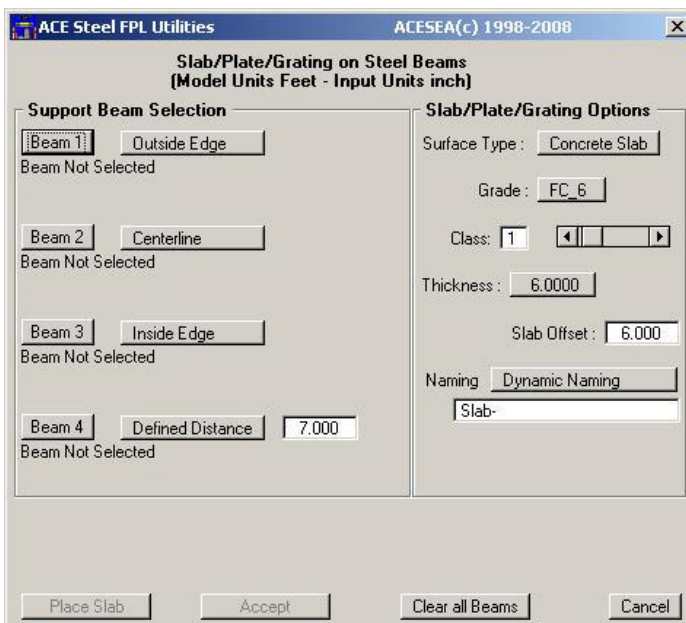 ACE Steel FPL Utilities ACESEA(c) 1998-2008
Slab/Plate/Grating on Steel Beams
(Model Units Feet - Input Units inch)
Support Beam Selection
Beam 1 Outside Edge
Beam Not Selected
Beam 2 Centerline
Beam Not Selected
Beam 3 Inside Edge
Beam Not Selected
Beam 4 Defined Distance 7.000
Beam Not Selected
Slab/Plate/Grating Options
Surface Type : Concrete Slab
Grade : FC_6
Class: 1
Thickness : 6.0000
Slab Offset : 6.000
Naming Dynamic Naming
Slab-
Place Slab Accept Clear all Beams Cancel